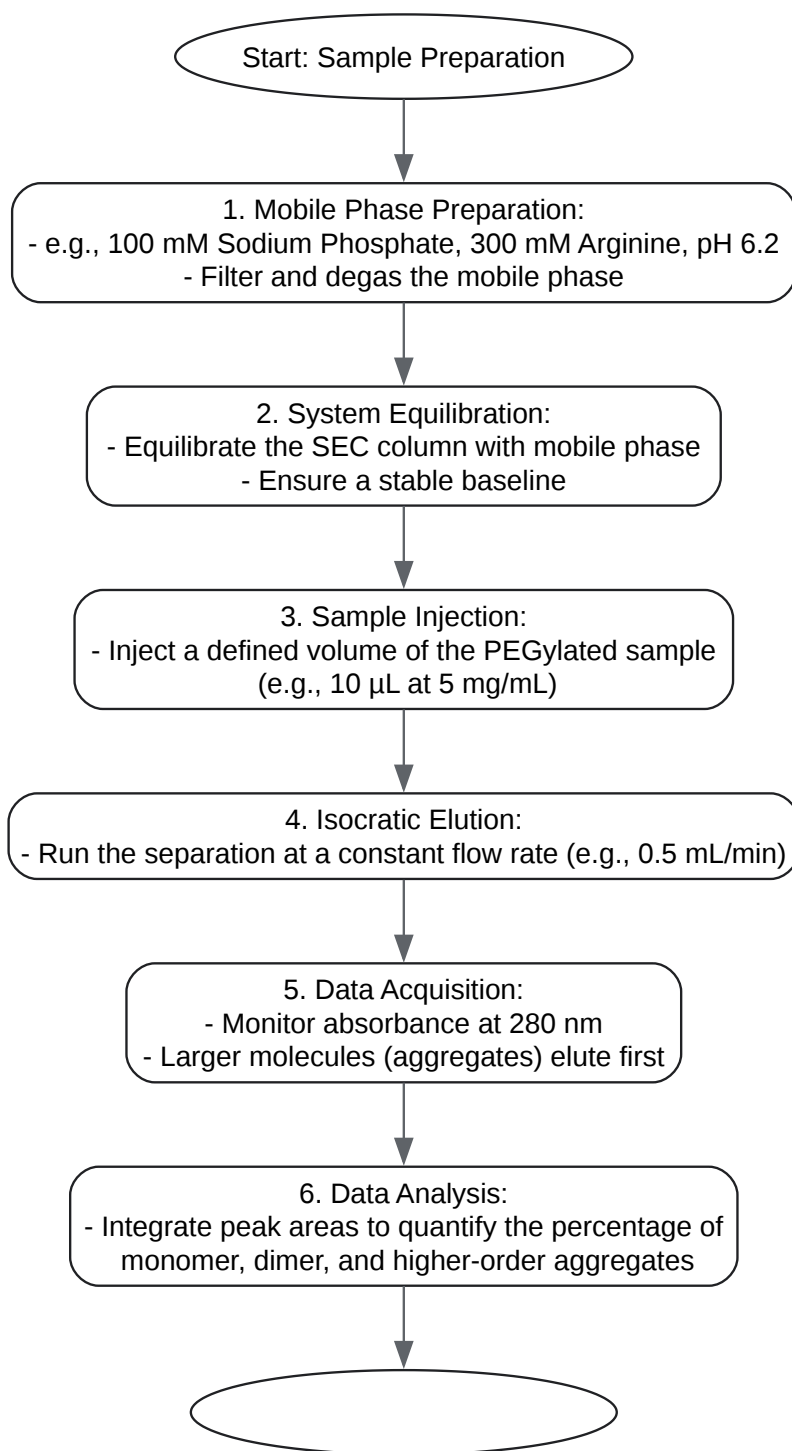 Start: Sample Preparation
1. Mobile Phase Preparation:
- e.g., 100 mM Sodium Phosphate, 300 mM Arginine, pH 6.2
- Filter and degas the mobile phase
2. System Equilibration:
- Equilibrate the SEC column with mobile phase
- Ensure a stable baseline
3. Sample Injection:
- Inject a defined volume of the PEGylated sample
(e.g., 10 µL at 5 mg/mL)
4. Isocratic Elution:
- Run the separation at a constant flow rate (e.g., 0.5 mL/min)
5. Data Acquisition:
- Monitor absorbance at 280 nm
- Larger molecules (aggregates) elute first
6. Data Analysis:
- Integrate peak areas to quantify the percentage of
monomer, dimer, and higher-order aggregates